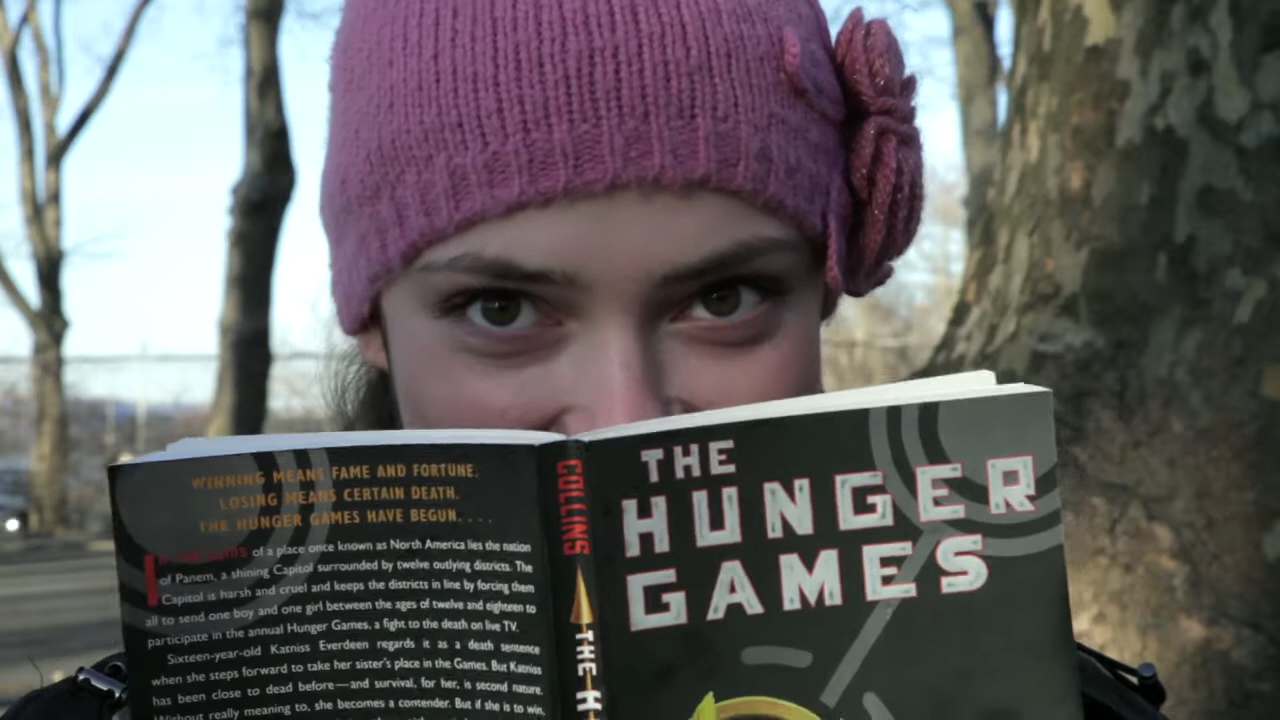 WINNING MEANS FAME AND FORTUNE.
LOSING MEANS CERTAIN DEATH.
THE HUNGER GAMES HAVE BEGUN. . . .
of a place once known as North America lies the nation
of Panem, a shining Capitol surrounded by twelve outlying districts. The
Capitol is harsh and cruel and keeps the districts in line by forcing them
all to send one boy and one girl between the ages of twelve and eighteen to
participate in the annual Hunger Games, a fight to the death on live TV.
Sixteen-year-old Katniss Everdeen regards it as a death sentence
when she steps forward to take her sister's place in the Games. But Katniss
has been close to dead before—and survival, for her, is second nature.
Without really meaning to, she becomes a contender. But if she is to win,
COLLINS
THE H
THE
HUNGER
GAMES